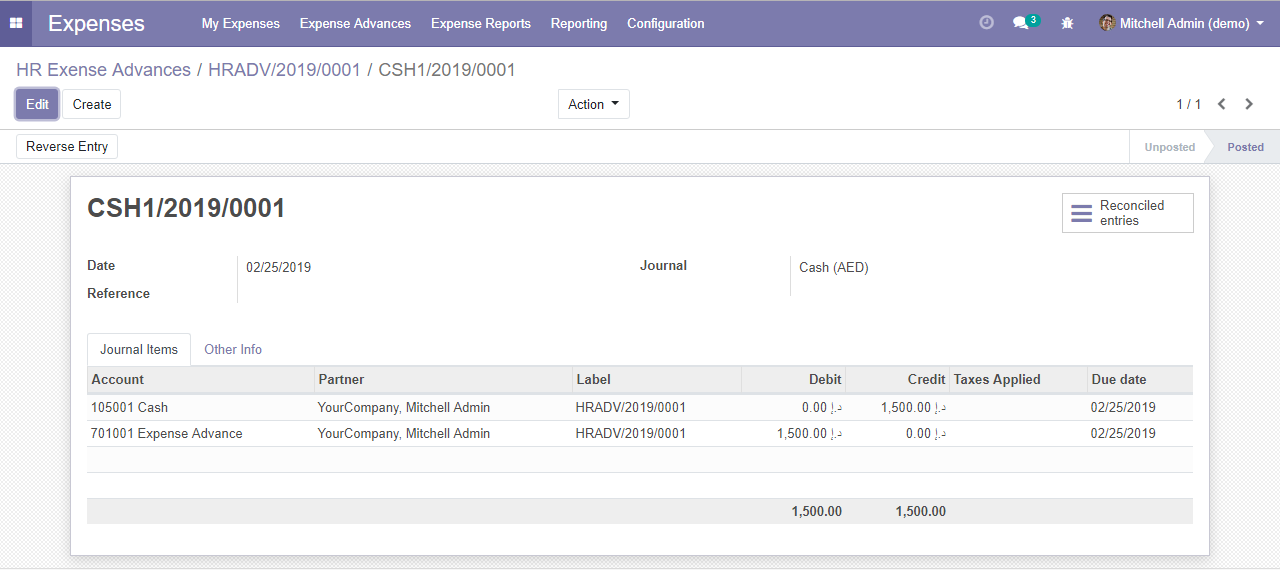 Expenses My Expenses Expense Advances Expense Reports Reporting Configuration 3 Mitchell Admin (demo)
HR Exense Advances / HRADV/2019/0001 / CSH1/2019/0001
Edit Create Action 1 / 1
Reverse Entry Unposted Posted
CSH1/2019/0001
Reconciled
entries
Date 02/25/2019 Journal Cash (AED)
Reference
Journal Items Other Info
Account Partner Label Debit Credit Taxes Applied Due date
105001 Cash YourCompany, Mitchell Admin HRADV/2019/0001 0.00 د.إ 1,500.00 د.إ 02/25/2019
701001 Expense Advance YourCompany, Mitchell Admin HRADV/2019/0001 1,500.00 د.إ 0.00 د.إ 02/25/2019
1,500.00 1,500.00